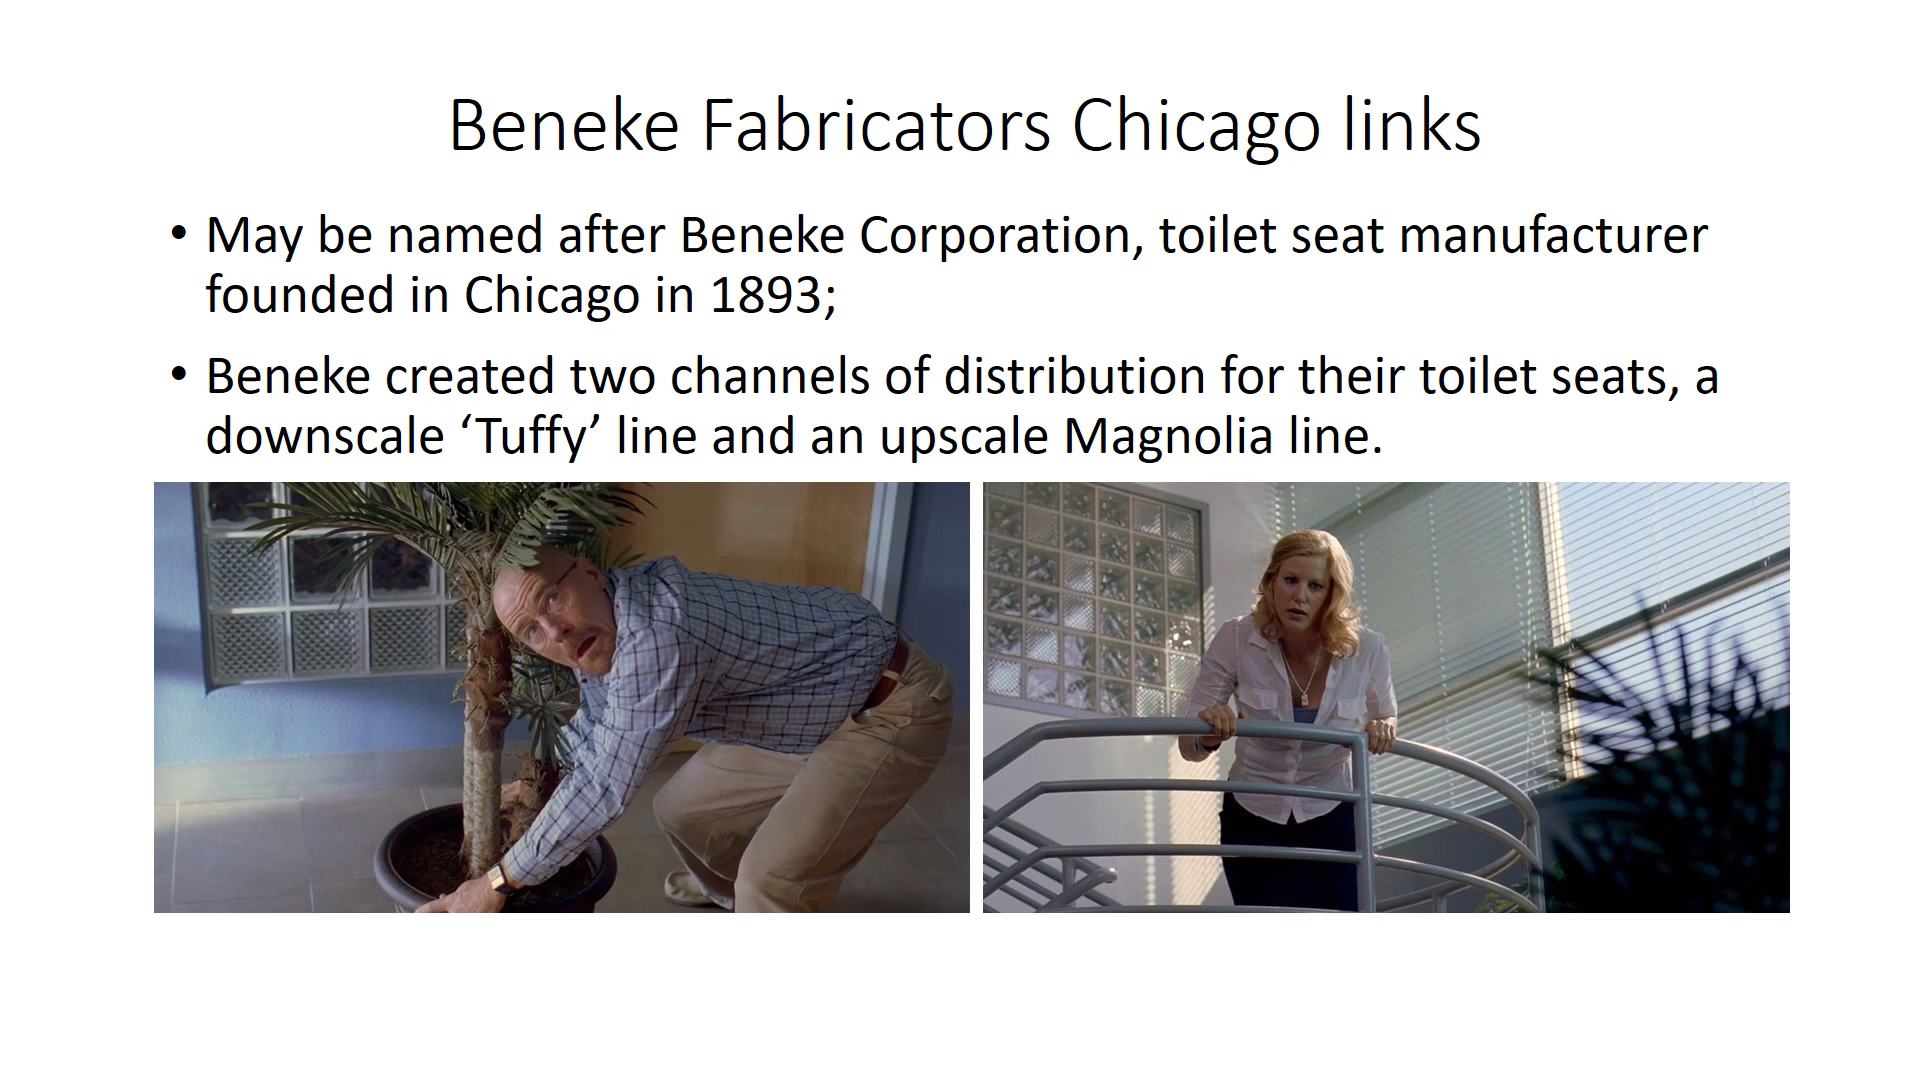 Beneke Fabricators Chicago links
• May be named after Beneke Corporation, toilet seat manufacturer
founded in Chicago in 1893;
• Beneke created two channels of distribution for their toilet seats, a
downscale ‘Tuffy’ line and an upscale Magnolia line.